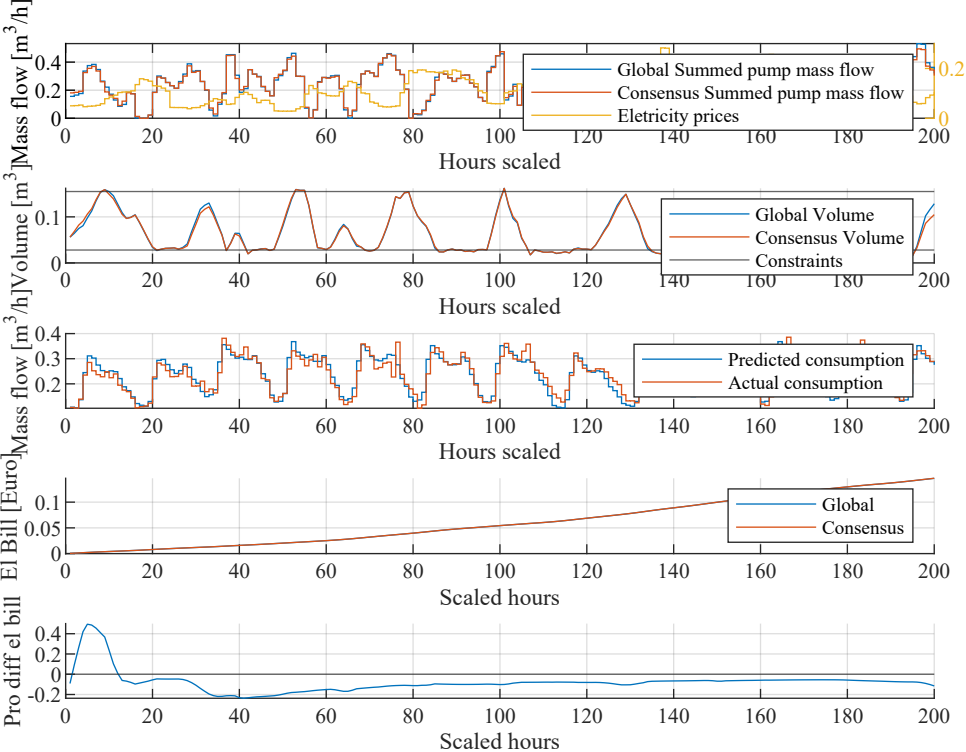 Mass flow [m³/h]
0.4
0.2
0
0.2
0
Global Summed pump mass flow
Consensus Summed pump mass flow
Eletricity prices
0 20 40 60 80 100 120 140 160 180 200
Hours scaled
Volume [m³]
0.1
0
Global Volume
Consensus Volume
Constraints
0 20 40 60 80 100 120 140 160 180 200
Hours scaled
Mass flow [m³/h]
0.4
0.3
0.2
Predicted consumption
Actual consumption
0 20 40 60 80 100 120 140 160 180 200
Hours scaled
El Bill [Euro]
0.1
0.05
0
Global
Consensus
0 20 40 60 80 100 120 140 160 180 200
Scaled hours
Pro diff el bill
0.4
0.2
0
-0.2
0 20 40 60 80 100 120 140 160 180 200
Scaled hours